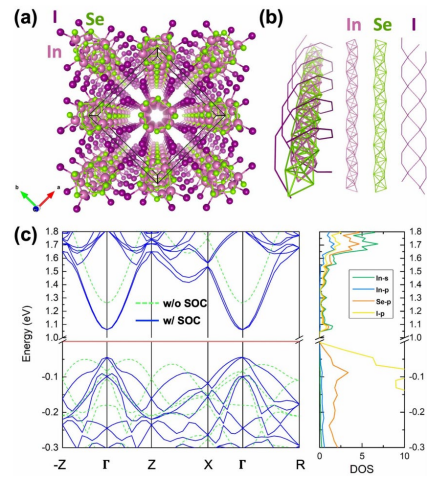 (a)
I
Se
In
b
a
(b)
In
Se
I
(c)
Energy (eV)
1.8
1.7
1.6
1.5
1.4
1.3
1.2
1.1
1.0
-0.1
-0.2
-0.3
w/o SOC
w/ SOC
-Z
Γ
Z
X
Γ
R
1.8
1.7
1.6
1.5
1.4
1.3
1.2
1.1
1.0
-0.1
-0.2
-0.3
In-s
In-p
Se-p
I-p
0
5
10
DOS